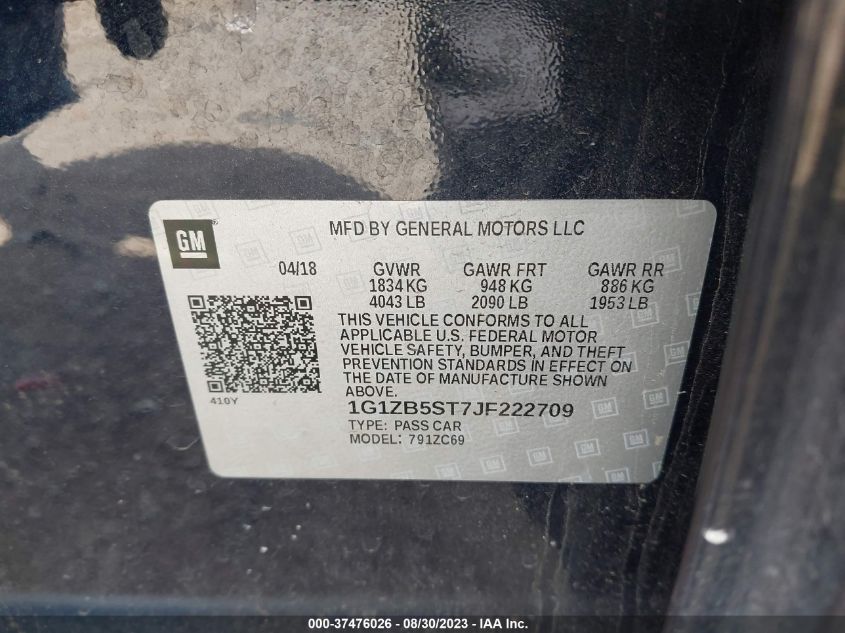 GM ®
MFD BY GENERAL MOTORS LLC
04/18 GVWR GAWR FRT GAWR RR
1834 KG 948 KG 886 KG
4043 LB 2090 LB 1953 LB
THIS VEHICLE CONFORMS TO ALL
APPLICABLE U.S. FEDERAL MOTOR
VEHICLE SAFETY, BUMPER, AND THEFT
PREVENTION STANDARDS IN EFFECT ON
THE DATE OF MANUFACTURE SHOWN
ABOVE.
410Y
1G1ZB5ST7JF222709
TYPE: PASS CAR
MODEL: 791ZC69
000-37476026 - 08/30/2023 - IAA Inc.